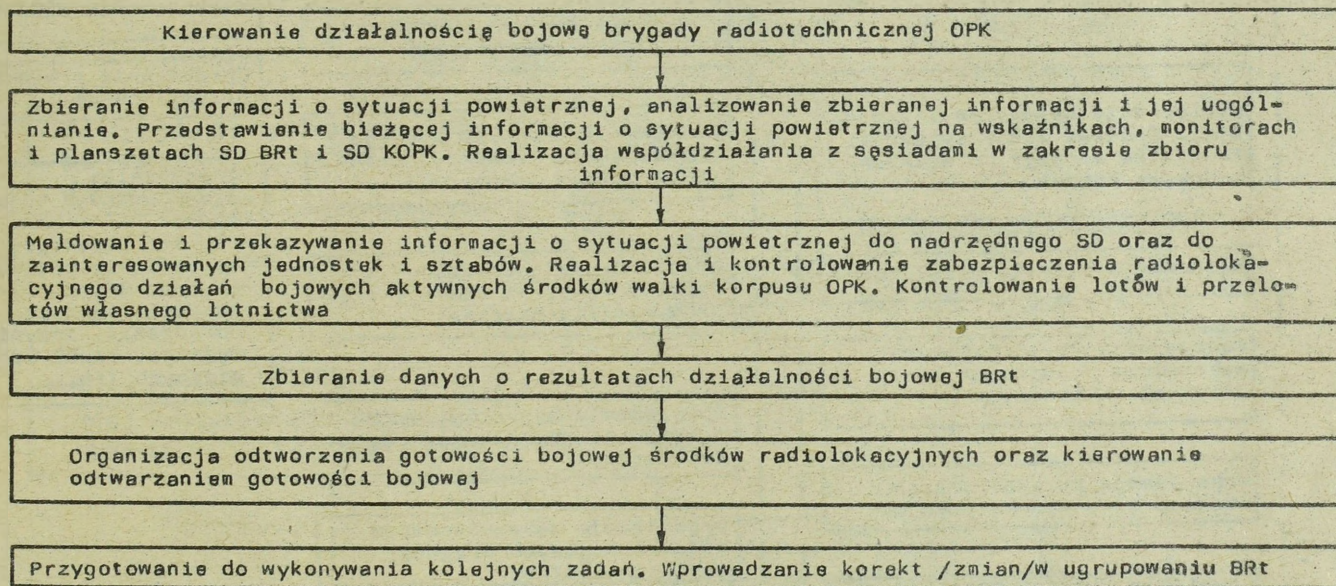 Kierowanie działalnością bojową brygady radiotechnicznej OPK
Zbieranie informacji o sytuacji powietrznej, analizowanie zbieranej informacji i jej uogól-
nianie. Przedstawienie bieżącej informacji o sytuacji powietrznej na wskaźnikach, monitorach
i planszetach SD BRt i SD KOPK. Realizacja współdziałania z sąsiadami w zakresie zbioru
informacji
Meldowanie i przekazywanie informacji o sytuacji powietrznej do nadrzędnego SD oraz do
zainteresowanych jednostek i sztabów. Realizacja i kontrolowanie zabezpieczenia radioloka-
cyjnego działań bojowych aktywnych środków walki korpusu OPK. Kontrolowanie lotów i przelo-
tów własnego lotnictwa
Zbieranie danych o rezultatach działalności bojowej BRt
Organizacja odtworzenia gotowości bojowej środków radiolokacyjnych oraz kierowanie
odtwarzaniem gotowości bojowej
Przygotowanie do wykonywania kolejnych zadań. Wprowadzanie korekt /zmian/w ugrupowaniu BRt